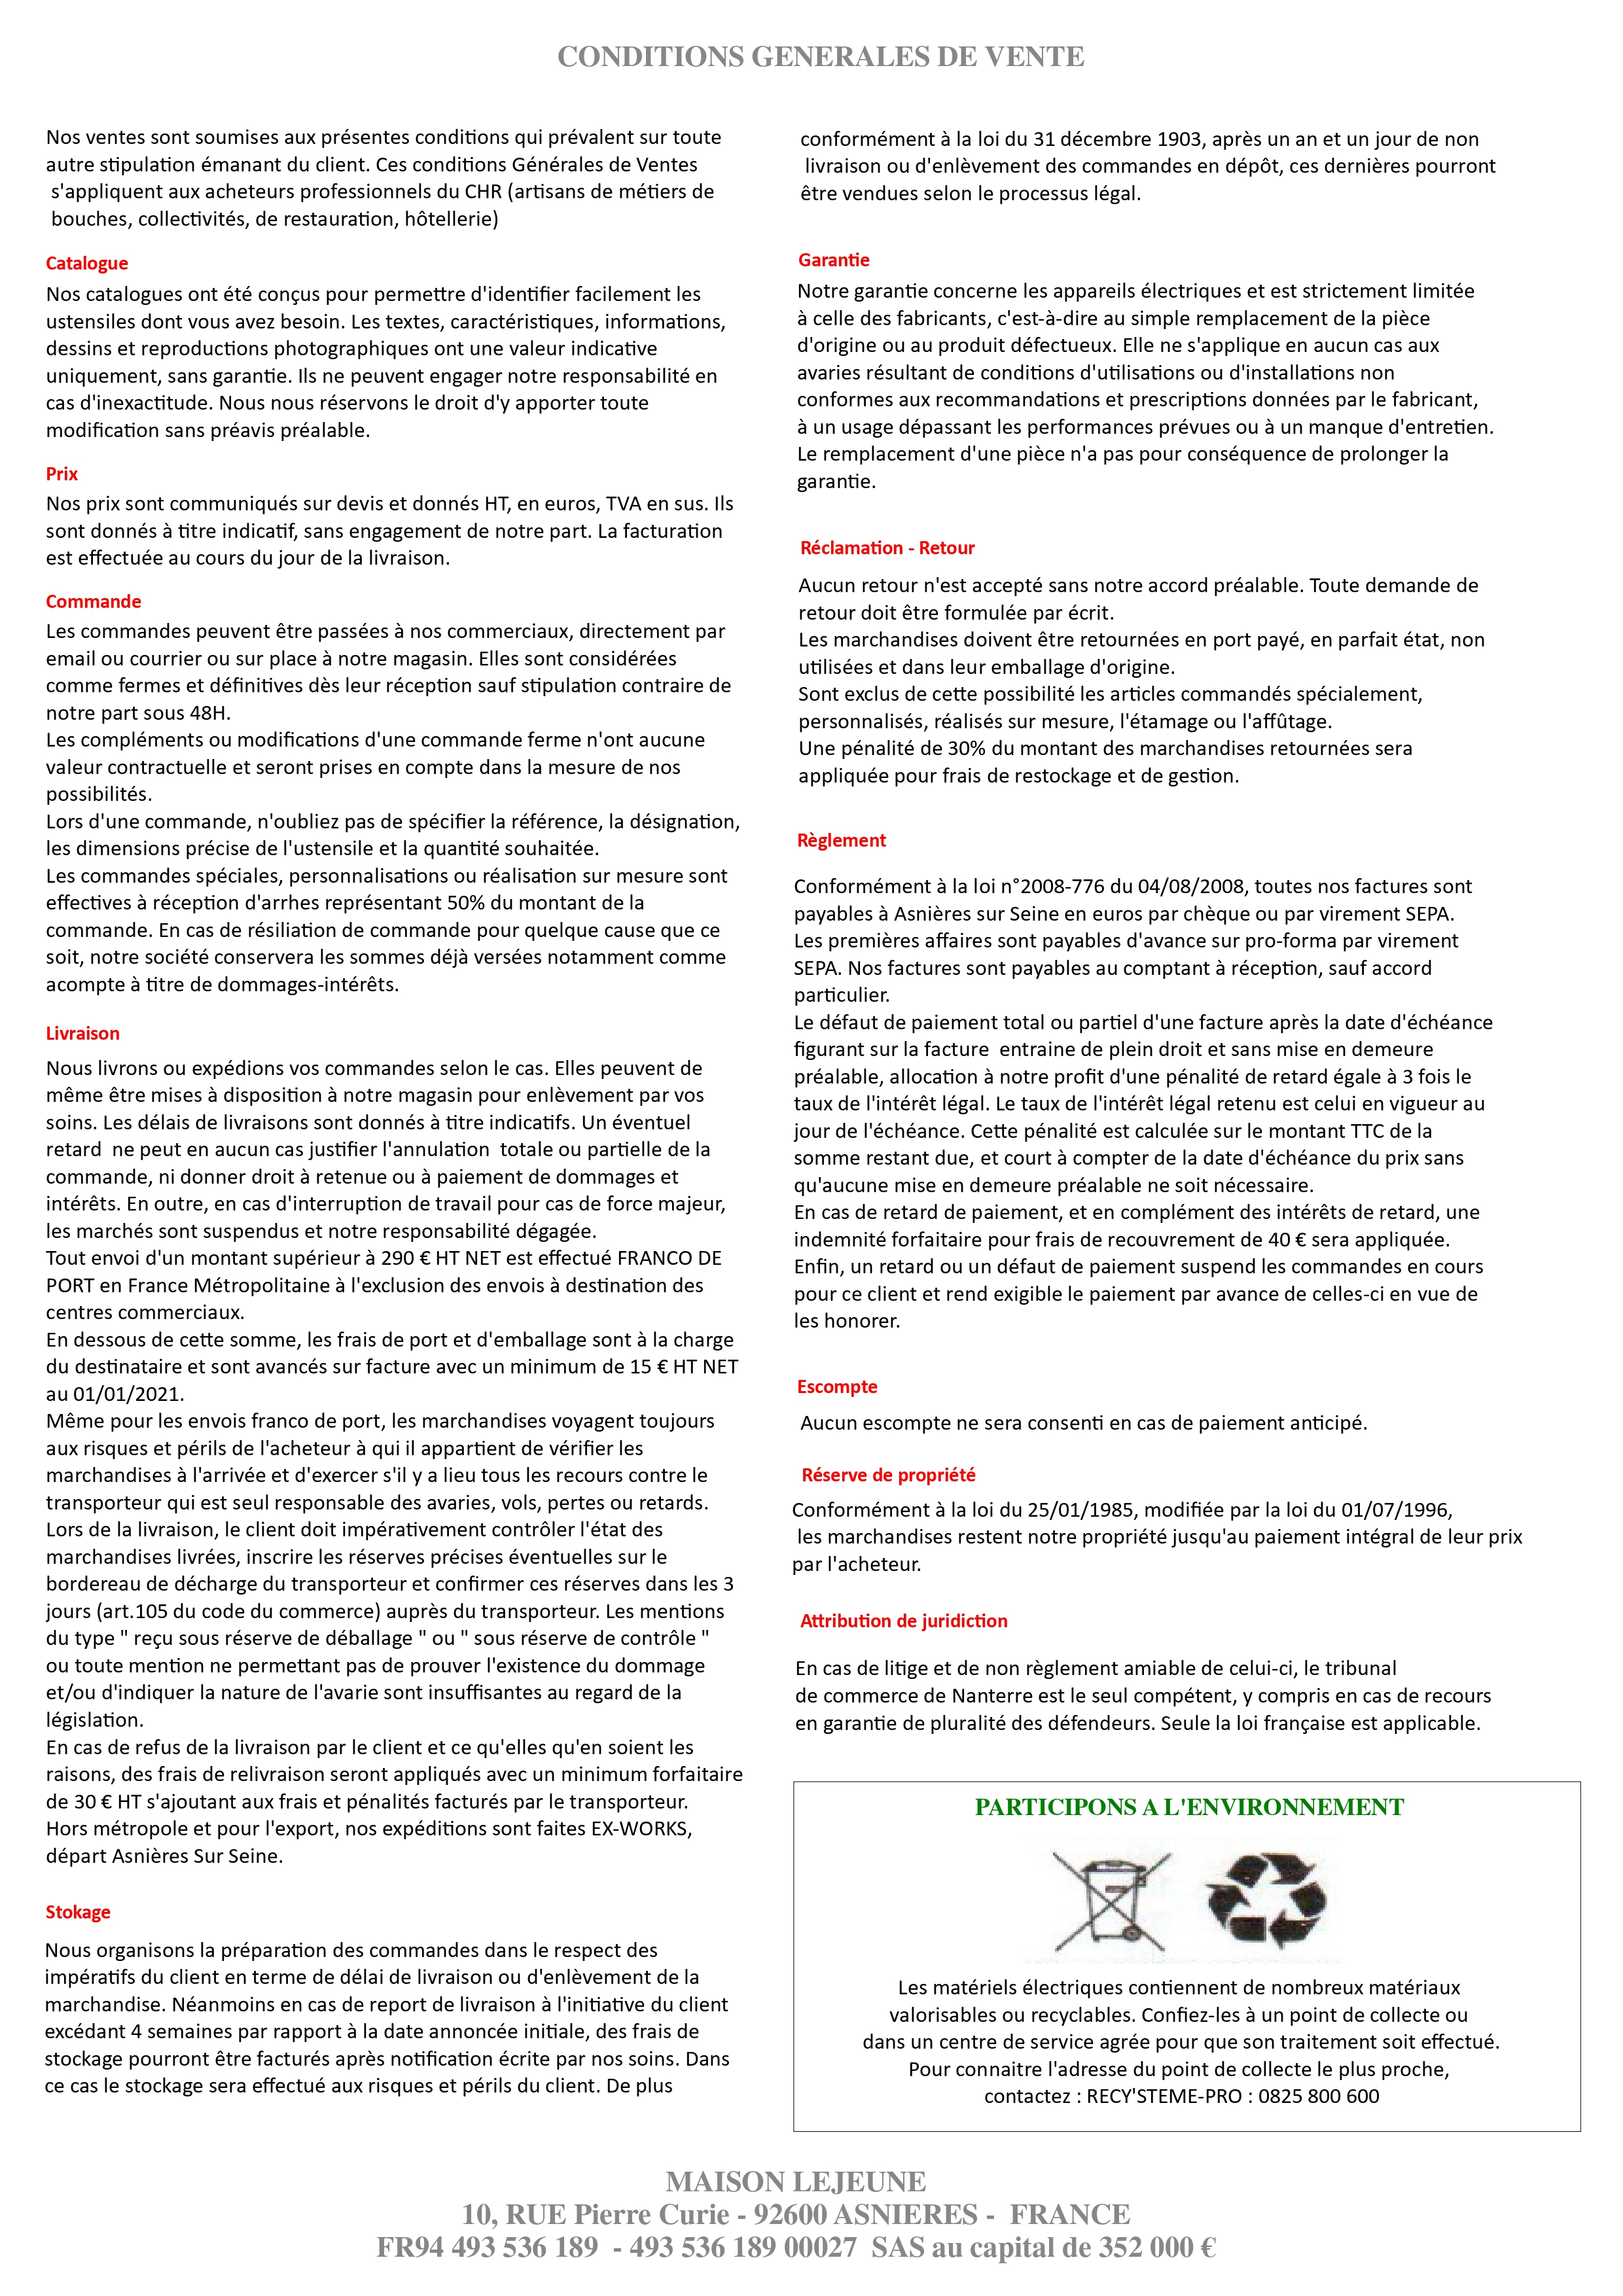 CONDITIONS GENERALES DE VENTE
Nos ventes sont soumises aux présentes conditions qui prévalent sur toute
autre stipulation émanant du client. Ces conditions Générales de Ventes
s'appliquent aux acheteurs professionnels du CHR (artisans de métiers de
bouches, collectivités, de restauration, hôtellerie)
Catalogue
Nos catalogues ont été conçus pour permettre d'identifier facilement les
ustensiles dont vous avez besoin. Les textes, caractéristiques, informations,
dessins et reproductions photographiques ont une valeur indicative
uniquement, sans garantie. Ils ne peuvent engager notre responsabilité en
cas d'inexactitude. Nous nous réservons le droit d'y apporter toute
modification sans préavis préalable.
Prix
Nos prix sont communiqués sur devis et donnés HT, en euros, TVA en sus. Ils
sont donnés à titre indicatif, sans engagement de notre part. La facturation
est effectuée au cours du jour de la livraison.
Commande
Les commandes peuvent être passées à nos commerciaux, directement par
email ou courrier ou sur place à notre magasin. Elles sont considérées
comme fermes et définitives dès leur réception sauf stipulation contraire de
notre part sous 48H.
Les compléments ou modifications d'une commande ferme n'ont aucune
valeur contractuelle et seront prises en compte dans la mesure de nos
possibilités.
Lors d'une commande, n'oubliez pas de spécifier la référence, la désignation,
les dimensions précise de l'ustensile et la quantité souhaitée.
Les commandes spéciales, personnalisations ou réalisation sur mesure sont
effectives à réception d'arrhes représentant 50% du montant de la
commande. En cas de résiliation de commande pour quelque cause que ce
soit, notre société conservera les sommes déjà versées notamment comme
acompte à titre de dommages-intérêts.
Livraison
Nous livrons ou expédions vos commandes selon le cas. Elles peuvent de
même être mises à disposition à notre magasin pour enlèvement par vos
soins. Les délais de livraisons sont donnés à titre indicatifs. Un éventuel
retard  ne peut en aucun cas justifier l'annulation  totale ou partielle de la
commande, ni donner droit à retenue ou à paiement de dommages et
intérêts. En outre, en cas d'interruption de travail pour cas de force majeur,
les marchés sont suspendus et notre responsabilité dégagée.
Tout envoi d'un montant supérieur à 290 € HT NET est effectué FRANCO DE
PORT en France Métropolitaine à l'exclusion des envois à destination des
centres commerciaux.
En dessous de cette somme, les frais de port et d'emballage sont à la charge
du destinataire et sont avancés sur facture avec un minimum de 15 € HT NET
au 01/01/2021.
Même pour les envois franco de port, les marchandises voyagent toujours
aux risques et périls de l'acheteur à qui il appartient de vérifier les
marchandises à l'arrivée et d'exercer s'il y a lieu tous les recours contre le
transporteur qui est seul responsable des avaries, vols, pertes ou retards.
Lors de la livraison, le client doit impérativement contrôler l'état des
marchandises livrées, inscrire les réserves précises éventuelles sur le
bordereau de décharge du transporteur et confirmer ces réserves dans les 3
jours (art.105 du code du commerce) auprès du transporteur. Les mentions
du type " reçu sous réserve de déballage " ou " sous réserve de contrôle "
ou toute mention ne permettant pas de prouver l'existence du dommage
et/ou d'indiquer la nature de l'avarie sont insuffisantes au regard de la
législation.
En cas de refus de la livraison par le client et ce qu'elles qu'en soient les
raisons, des frais de relivraison seront appliqués avec un minimum forfaitaire
de 30 € HT s'ajoutant aux frais et pénalités facturés par le transporteur.
Hors métropole et pour l'export, nos expéditions sont faites EX-WORKS,
départ Asnières Sur Seine.
Stokage
Nous organisons la préparation des commandes dans le respect des
impératifs du client en terme de délai de livraison ou d'enlèvement de la
marchandise. Néanmoins en cas de report de livraison à l'initiative du client
excédant 4 semaines par rapport à la date annoncée initiale, des frais de
stockage pourront être facturés après notification écrite par nos soins. Dans
ce cas le stockage sera effectué aux risques et périls du client. De plus
conformément à la loi du 31 décembre 1903, après un an et un jour de non
livraison ou d'enlèvement des commandes en dépôt, ces dernières pourront
être vendues selon le processus légal.
Garantie
Notre garantie concerne les appareils électriques et est strictement limitée
à celle des fabricants, c'est-à-dire au simple remplacement de la pièce
d'origine ou au produit défectueux. Elle ne s'applique en aucun cas aux
avaries résultant de conditions d'utilisations ou d'installations non
conformes aux recommandations et prescriptions données par le fabricant,
à un usage dépassant les performances prévues ou à un manque d'entretien.
Le remplacement d'une pièce n'a pas pour conséquence de prolonger la
garantie.
Réclamation - Retour
Aucun retour n'est accepté sans notre accord préalable. Toute demande de
retour doit être formulée par écrit.
Les marchandises doivent être retournées en port payé, en parfait état, non
utilisées et dans leur emballage d'origine.
Sont exclus de cette possibilité les articles commandés spécialement,
personnalisés, réalisés sur mesure, l'étamage ou l'affûtage.
Une pénalité de 30% du montant des marchandises retournées sera
appliquée pour frais de restockage et de gestion.
Règlement
Conformément à la loi n°2008-776 du 04/08/2008, toutes nos factures sont
payables à Asnières sur Seine en euros par chèque ou par virement SEPA.
Les premières affaires sont payables d'avance sur pro-forma par virement
SEPA. Nos factures sont payables au comptant à réception, sauf accord
particulier.
Le défaut de paiement total ou partiel d'une facture après la date d'échéance
figurant sur la facture  entraine de plein droit et sans mise en demeure
préalable, allocation à notre profit d'une pénalité de retard égale à 3 fois le
taux de l'intérêt légal. Le taux de l'intérêt légal retenu est celui en vigueur au
jour de l'échéance. Cette pénalité est calculée sur le montant TTC de la
somme restant due, et court à compter de la date d'échéance du prix sans
qu'aucune mise en demeure préalable ne soit nécessaire.
En cas de retard de paiement, et en complément des intérêts de retard, une
indemnité forfaitaire pour frais de recouvrement de 40 € sera appliquée.
Enfin, un retard ou un défaut de paiement suspend les commandes en cours
pour ce client et rend exigible le paiement par avance de celles-ci en vue de
les honorer.
Escompte
Aucun escompte ne sera consenti en cas de paiement anticipé.
Réserve de propriété
Conformément à la loi du 25/01/1985, modifiée par la loi du 01/07/1996,
les marchandises restent notre propriété jusqu'au paiement intégral de leur prix
par l'acheteur.
Attribution de juridiction
En cas de litige et de non règlement amiable de celui-ci, le tribunal
de commerce de Nanterre est le seul compétent, y compris en cas de recours
en garantie de pluralité des défendeurs. Seule la loi française est applicable.
PARTICIPONS A L'ENVIRONNEMENT
Les matériels électriques contiennent de nombreux matériaux
valorisables ou recyclables. Confiez-les à un point de collecte ou
dans un centre de service agrée pour que son traitement soit effectué.
Pour connaitre l'adresse du point de collecte le plus proche,
contactez : RECY'STEME-PRO : 0825 800 600
MAISON LEJEUNE
10, RUE Pierre Curie - 92600 ASNIERES -  FRANCE
FR94 493 536 189  - 493 536 189 00027  SAS au capital de 352 000 €